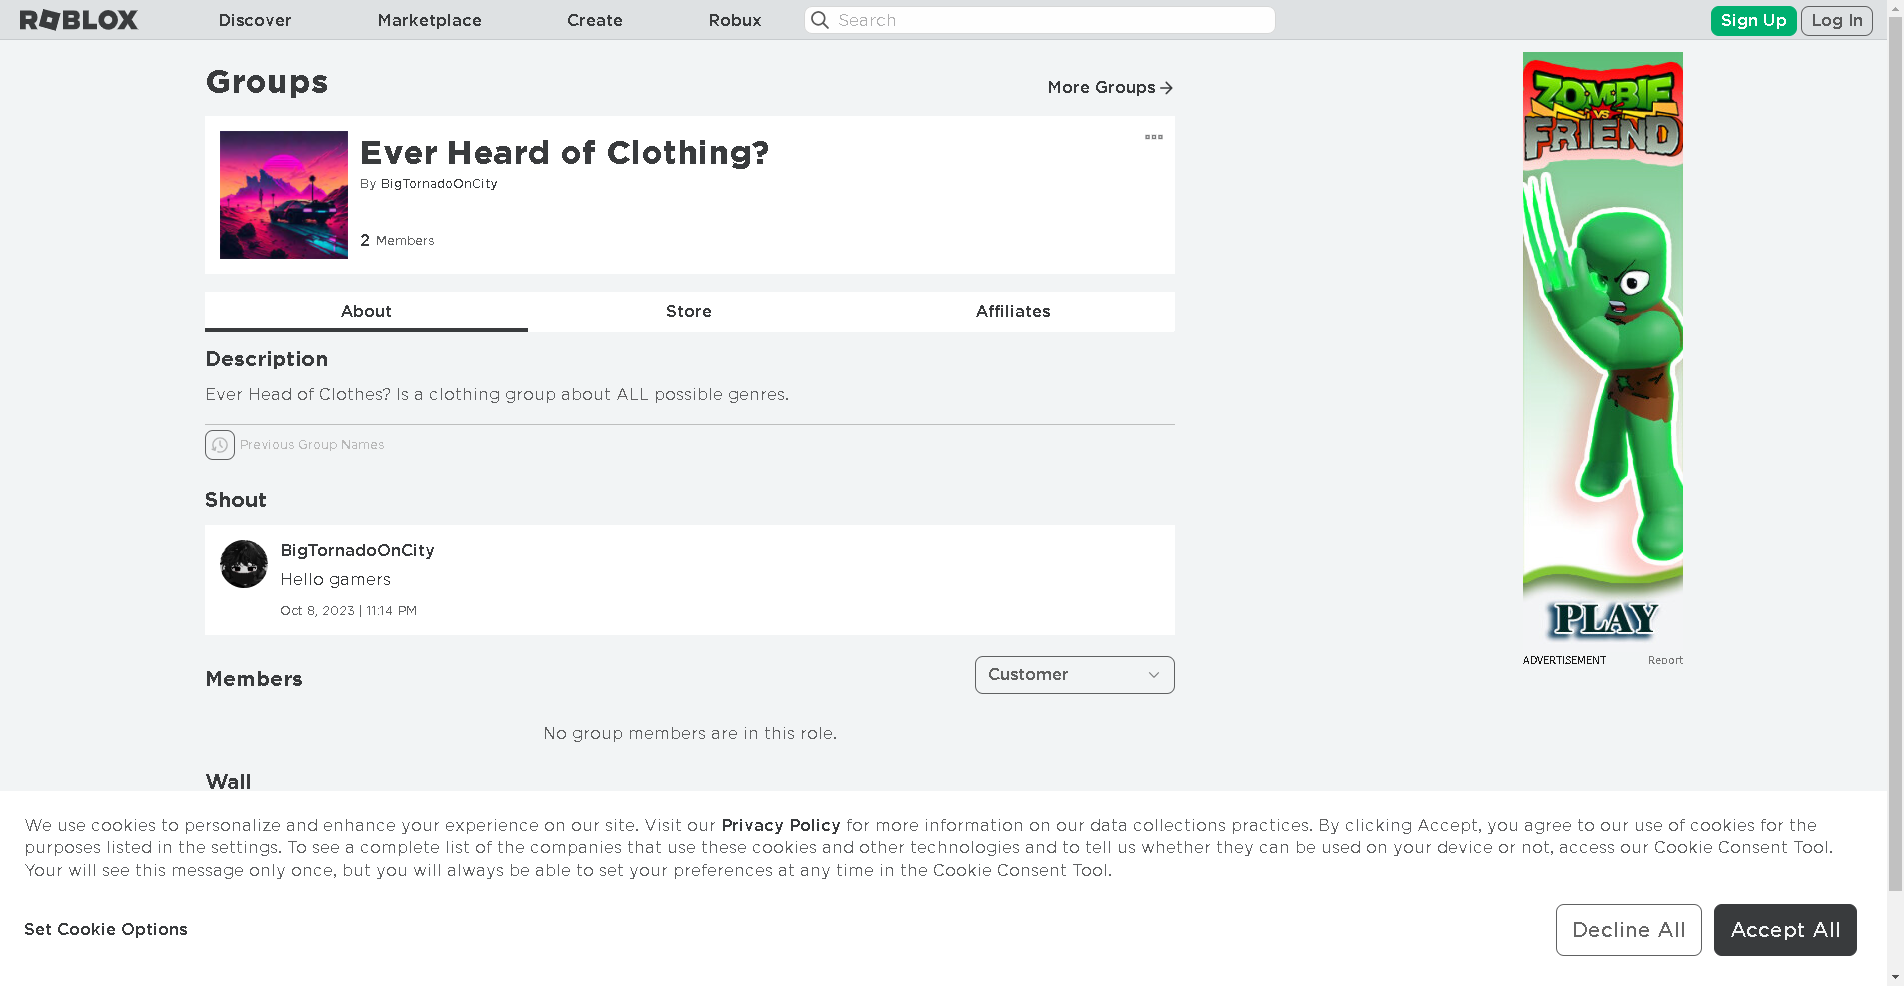 ROBLOX
Discover
Marketplace
Create
Robux
Search
Sign Up
Log In
Groups
More Groups
Ever Heard of Clothing?
By BigTornadoOnCity
2 Members
About
Store
Affiliates
Description
Ever Head of Clothes? Is a clothing group about ALL possible genres.
Previous Group Names
Shout
BigTornadoOnCity
Hello gamers
Oct 8, 2023 | 11:14 PM
Members
Customer
No group members are in this role.
Wall
ZOMBIE
VS
FRIEND
PLAY
ADVERTISEMENT
Report
We use cookies to personalize and enhance your experience on our site. Visit our Privacy Policy for more information on our data collections practices. By clicking Accept, you agree to our use of cookies for the
purposes listed in the settings. To see a complete list of the companies that use these cookies and other technologies and to tell us whether they can be used on your device or not, access our Cookie Consent Tool.
Your will see this message only once, but you will always be able to set your preferences at any time in the Cookie Consent Tool.
Set Cookie Options
Decline All
Accept All